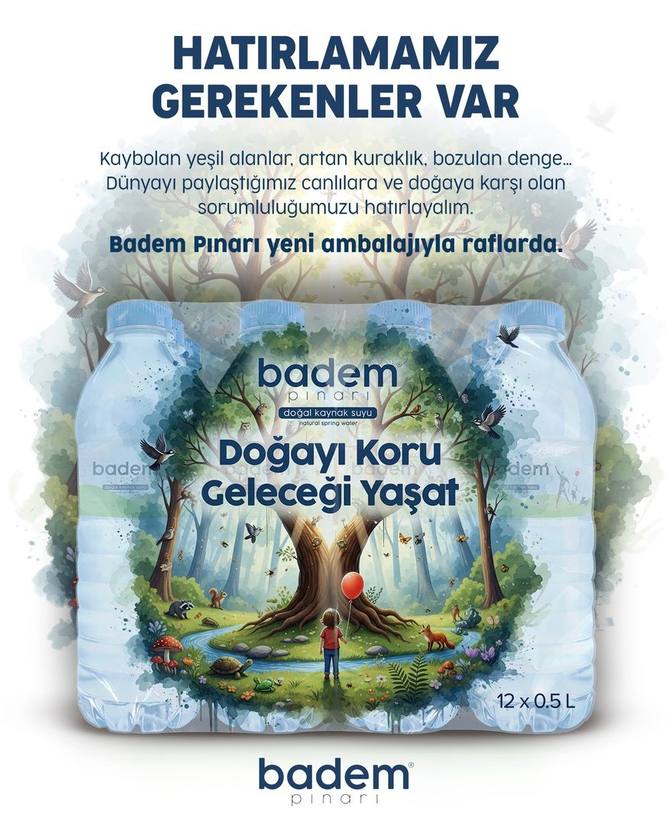 HATIRLAMAMIZ
GEREKENLER VAR
Kaybolan yeşil alanlar, artan kuraklık, bozulan denge...
Dünyayı paylaştığımız canlılara ve doğaya karşı olan
sorumluluğumuzu hatırlayalım.
Badem Pınarı yeni ambalajıyla raflarda.
badem
pınarı
doğal kaynak suyu
natural spring water
Doğayı Koru
Geleceği Yaşat
badem
badem
12 x 0.5 L
badem®
pınarı